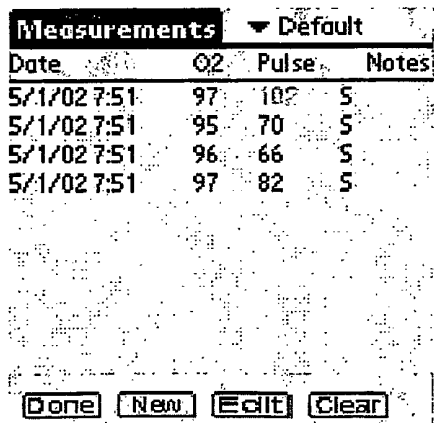 Measurements ▼ Default
Date O2 Pulse Notes
5/1/02 7:51 97 102 S
5/1/02 7:51 95 70 S
5/1/02 7:51 96 66 S
5/1/02 7:51 97 82 S
Done New Edit Clear